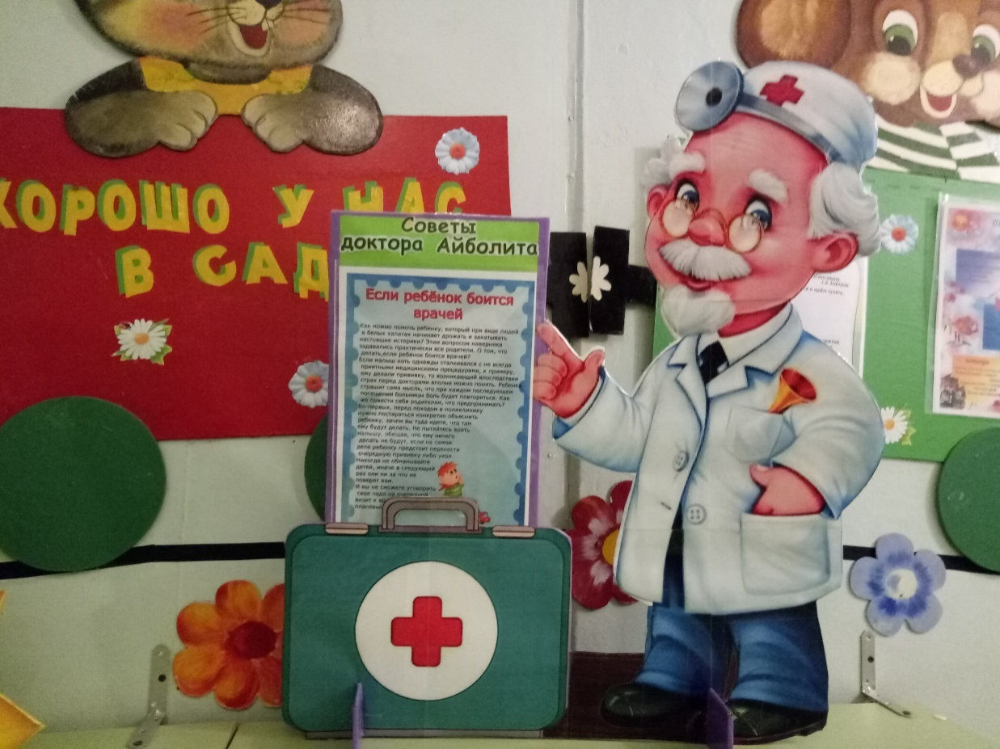 ХОРОШО У НАС
В САД
Советы
доктора Айболита
Если ребёнок боится
врачей
Как можно помочь ребенку, который при виде людей
в белых халатах начинает дрожать и закатывать
настоящие истерики? Этим вопросом наверняка
задавались практически все родители. О том, что
делать,если ребёнок боится врачей?
Если малыш хоть однажды сталкивался с не всегда
приятными медицинскими процедурами, к примеру,
ему делали прививку, то возникающий впоследствии
страх перед докторами вполне можно понять. Ребенка
страшит сама мысль, что при каждом последующем
посещении больницы боль будет повторяться. Как
же повести себя родителям, что предпринимать?
Во-первых, перед походом в поликлинику
нужно постараться конкретно объяснить
ребенку, зачем вы туда идете, что там
ему будут делать. Не пытайтесь врать
малышу, обещая, что ему ничего
делать не будут, если на самом
деле ребенку предстоит перенести
очередную прививку либо укол.
Никогда не обманывайте
детей, иначе в следующий
раз они ни за что не
поверят вам.
И вы не сможете уговорить
свое чадо на очередной
визит к